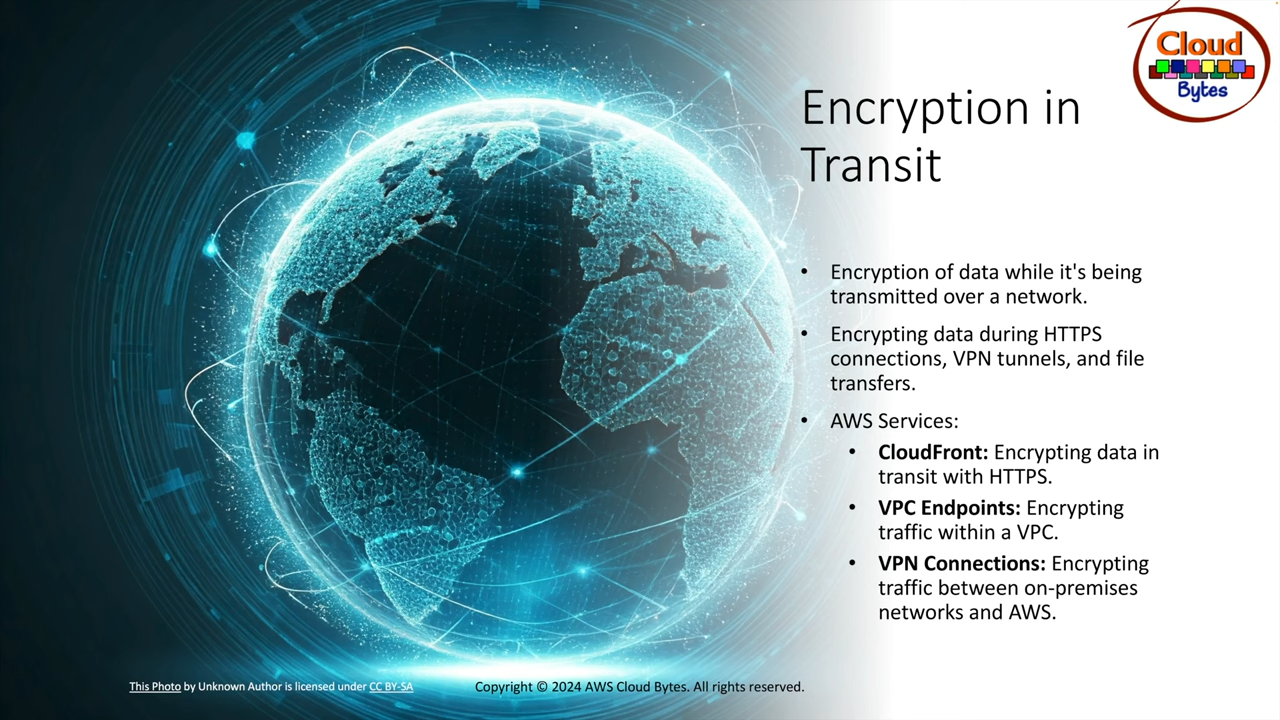 Cloud
Bytes
Encryption in
Transit
• Encryption of data while it's being
transmitted over a network.
• Encrypting data during HTTPS
connections, VPN tunnels, and file
transfers.
• AWS Services:
• CloudFront: Encrypting data in
transit with HTTPS.
• VPC Endpoints: Encrypting
traffic within a VPC.
• VPN Connections: Encrypting
traffic between on-premises
networks and AWS.
This Photo by Unknown Author is licensed under CC BY-SA
Copyright © 2024 AWS Cloud Bytes. All rights reserved.